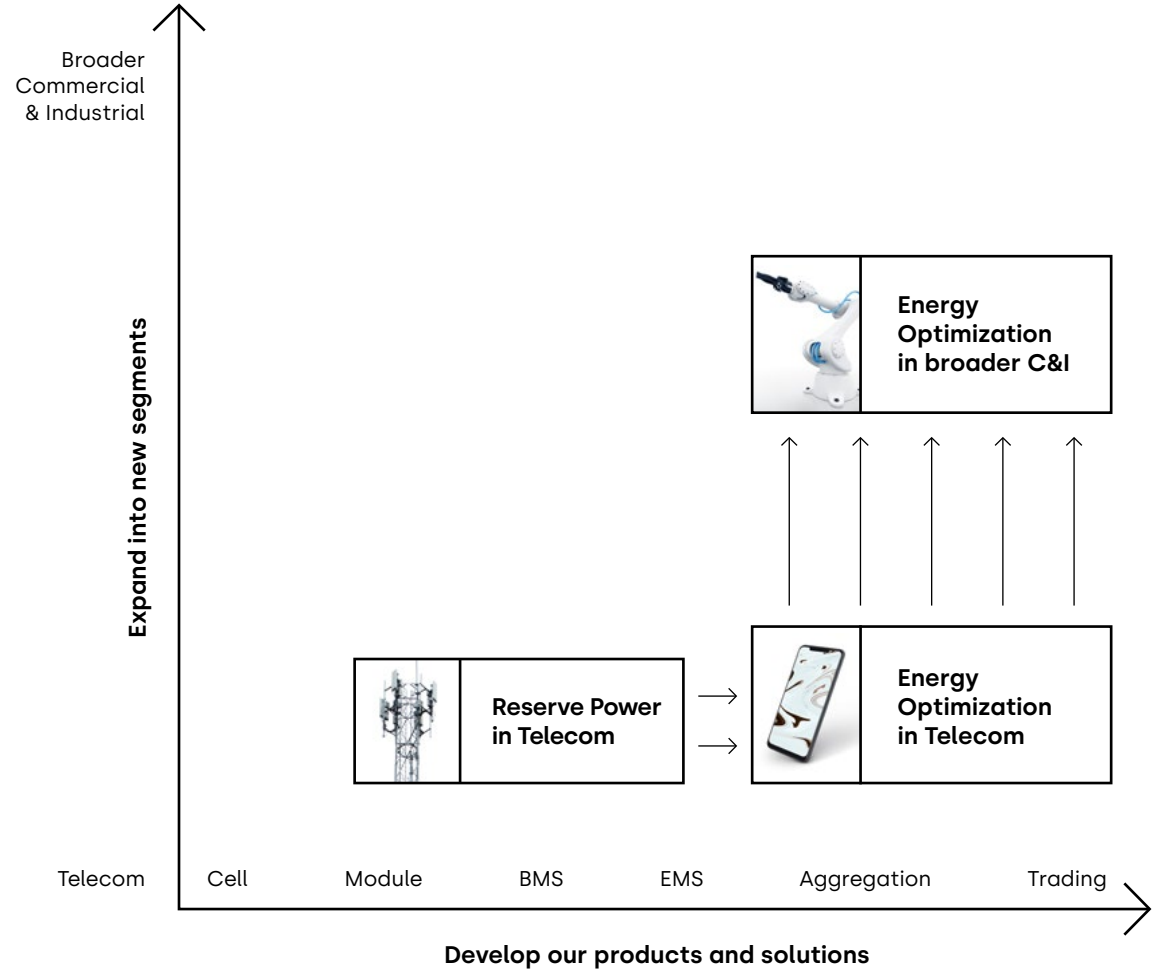 Broader
Commercial
& Industrial
Expand into new segments
Energy
Optimization
in broader C&I
Reserve Power
in Telecom
Energy
Optimization
in Telecom
Telecom
Cell
Module
BMS
EMS
Aggregation
Trading
Develop our products and solutions